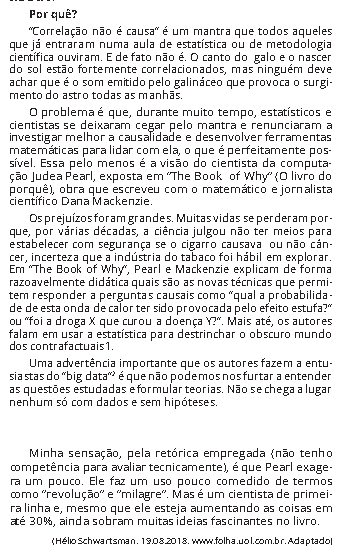 Por quê?
"Correlação não é causa" é um mantra que todos aqueles
que já entraram numa aula de estatística ou de metodologia
científica ouviram. E de fato não é. O canto do galo e o nascer
do sol estão fortemente correlacionados, mas ninguém deve
achar que é o som emitido pelo galináceo que provoca o surgi-
mento do astro todas as manhãs.
O problema é que, durante muito tempo, estatísticos e
cientistas se deixaram cegar pelo mantra e renunciaram a
investigar melhor a causalidade e desenvolver ferramentas
matemáticas para lidar com ela, o que é perfeitamente pos-
sível. Essa pelo menos é a visão do cientista da computa-
ção Judea Pearl, exposta em "The Book of Why" (O livro do
porquê), obra que escreveu com o matemático e jornalista
científico Dana Mackenzie.
Os prejuízos foram grandes. Muitas vidas se perderam por-
que, por várias décadas, a ciência julgou não ter meios para
estabelecer com segurança se o cigarro causava ou não cân-
cer, incerteza que a indústria do tabaco foi hábil em explorar.
Em "The Book of Why", Pearl e Mackenzie explicam de forma
razoavelmente didática quais são as novas técnicas que permi-
tem responder a perguntas causais como "qual a probabilida-
de de esta onda de calor ter sido provocada pelo efeito estufa?"
ou "foi a droga X que curou a doença Y?". Mais até, os autores
falam em usar a estatística para destrinchar o obscuro mundo
dos contrafactuais1.
Uma advertência importante que os autores fazem a entu-
siastas do "big data"² é que não podemos nos furtar a entender
as questões estudadas e formular teorias. Não se chega a lugar
nenhum só com dados e sem hipóteses.
Minha sensação, pela retórica empregada (não tenho
competência para avaliar tecnicamente), é que Pearl exage-
ra um pouco. Ele faz um uso pouco comedido de termos
como "revolução" e "milagre". Mas é um cientista de primei-
ra linha e, mesmo que ele esteja aumentando as coisas em
até 30%, ainda sobram muitas ideias fascinantes no livro.
(Hélio Schwartsman. 19.08.2018. www.folha.uol.com.br. Adaptado)